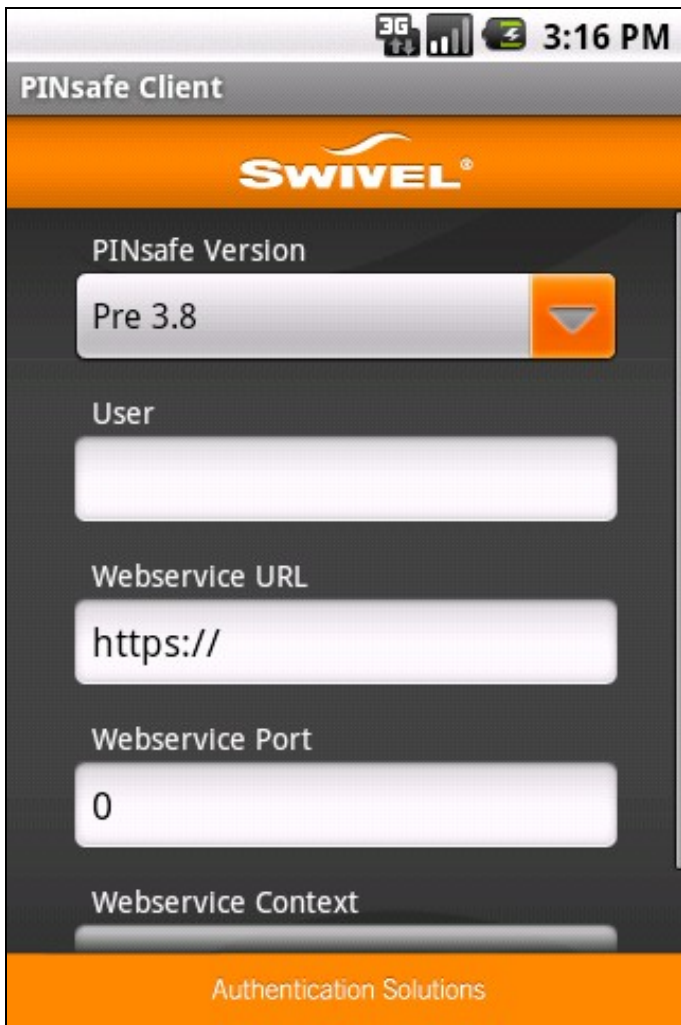 3G 3:16 PM
PINsafe Client
SWIVEL®
PINsafe Version
Pre 3.8
User
Webservice URL
https://
Webservice Port
0
Webservice Context
Authentication Solutions